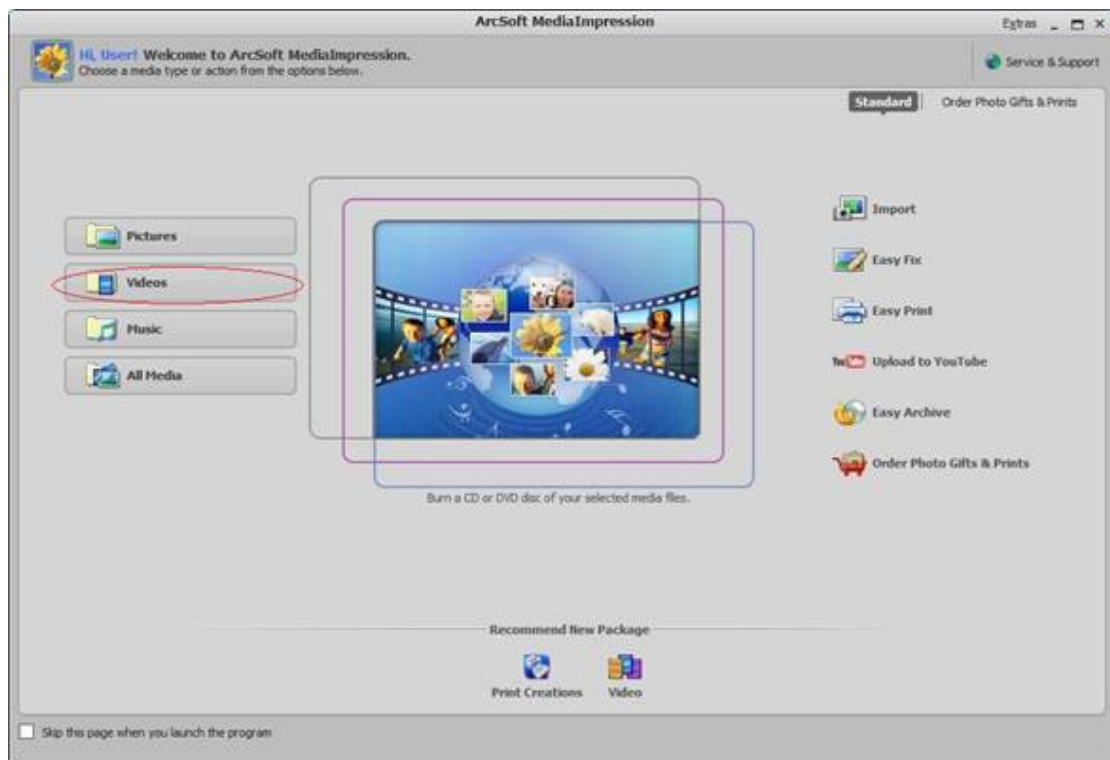 ArcSoft MediaImpression
Extras
Hi, User! Welcome to ArcSoft MediaImpression.
Choose a media type or action from the options below.
Service & Support
Standard
Order Photo Gifts & Prints
Pictures
Videos
Music
All Media
Import
Easy Fix
Easy Print
You Tube Upload to YouTube
Easy Archive
Order Photo Gifts & Prints
Burn a CD or DVD disc of your selected media files.
Recommend New Package
Print Creations
Video
Skip this page when you launch the program